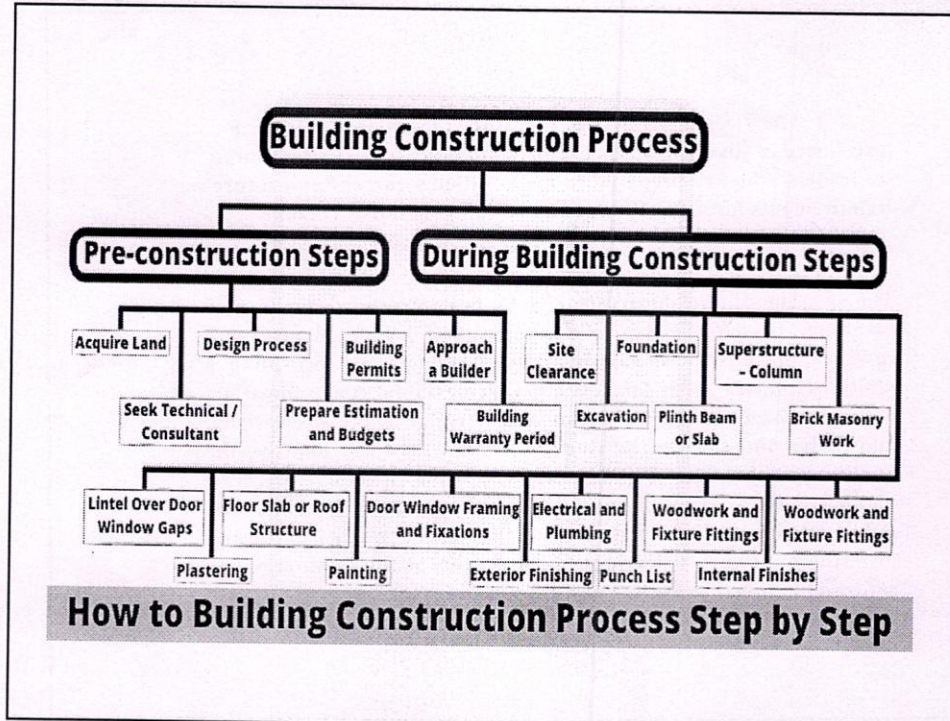 Building Construction Process
Pre-construction Steps
During Building Construction Steps
Acquire Land
Seek Technical /
Consultant
Design Process
Prepare Estimation
and Budgets
Building
Permits
Approach
a Builder
Building
Warranty Period
Site
Clearance
Excavation
Foundation
Plinth Beam
or Slab
Superstructure
- Column
Brick Masonry
Work
Lintel Over Door
Window Gaps
Plastering
Floor Slab or Roof
Structure
Painting
Door Window Framing
and Fixations
Exterior Finishing
Electrical and
Plumbing
Punch List
Woodwork and
Fixture Fittings
Internal Finishes
Woodwork and
Fixture Fittings
How to Building Construction Process Step by Step